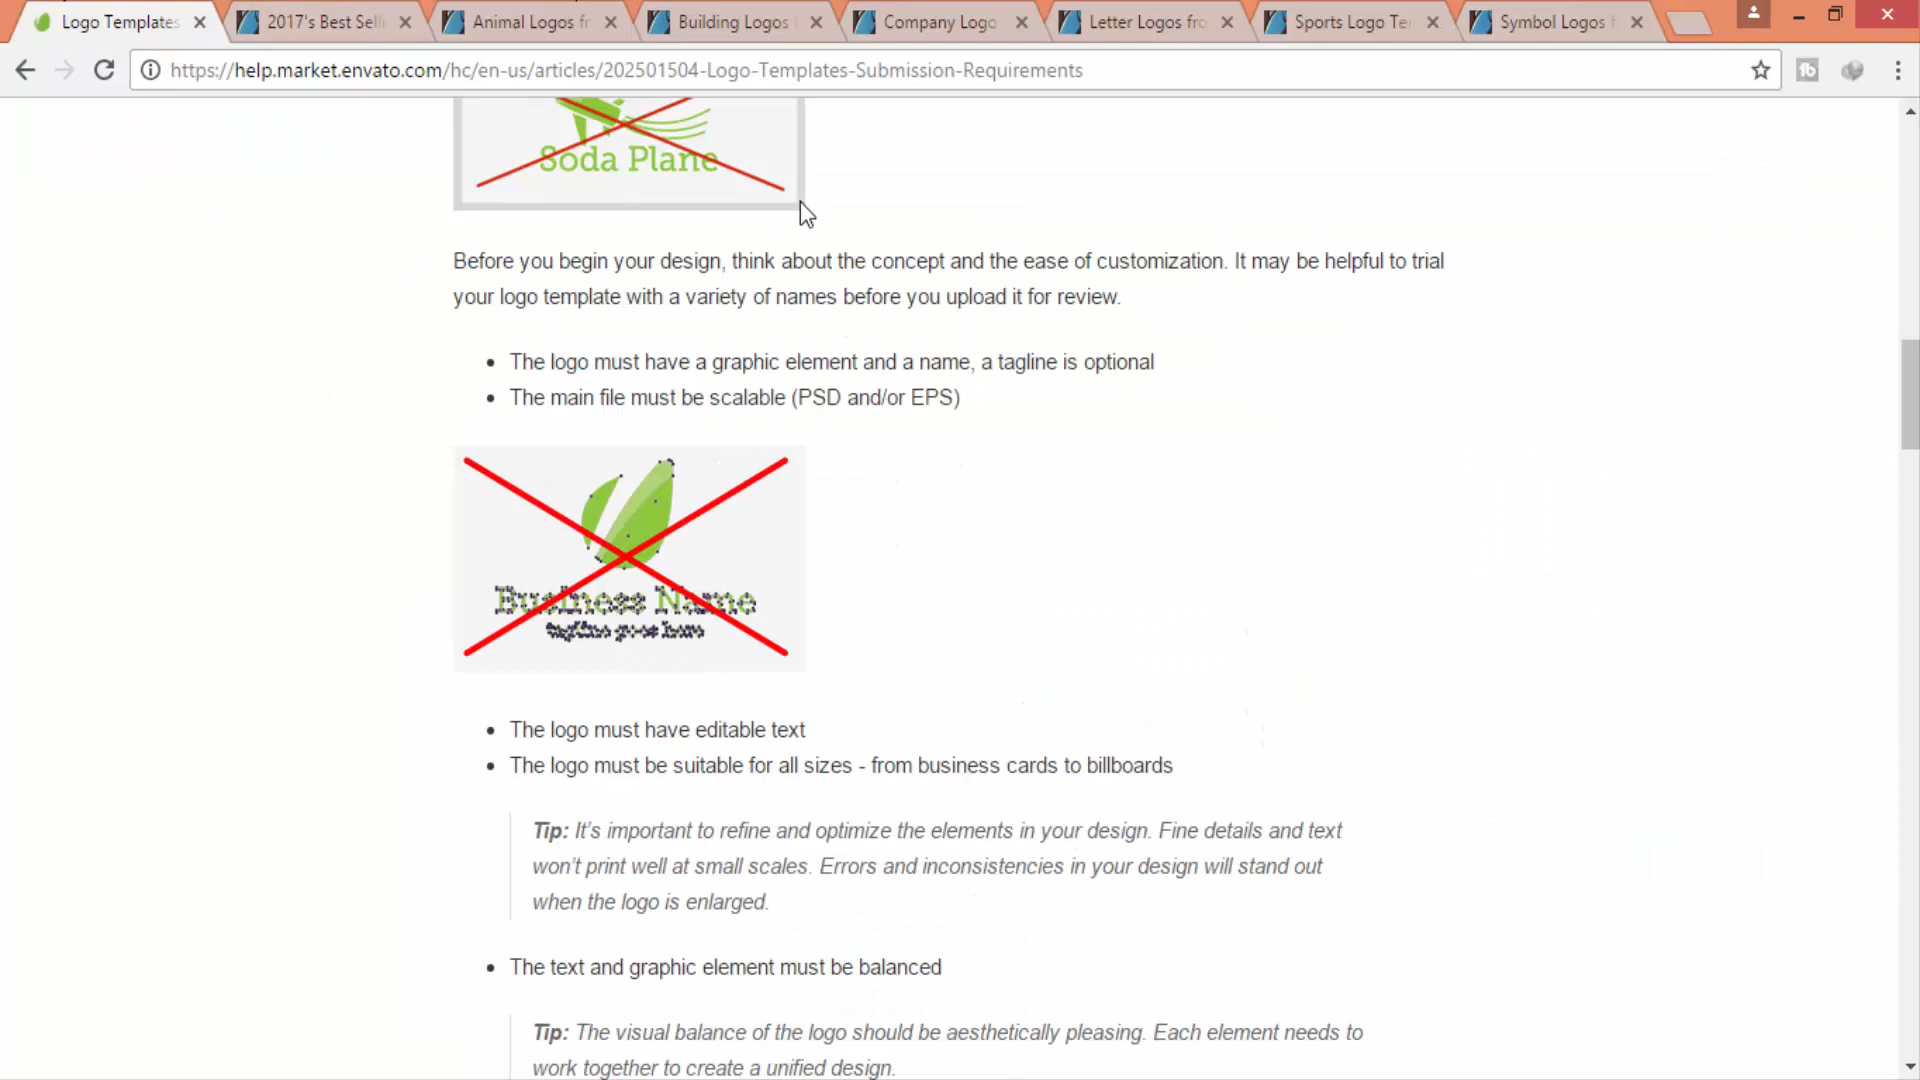 Logo Templates
2017's Best Sell
Animal Logos fr
Building Logos
Company Logo
Letter Logos fro
Sports Logo Te
Symbol Logos f
https://help.market.envato.com/hc/en-us/articles/202501504-Logo-Templates-Submission-Requirements
Soda Plane
Before you begin your design, think about the concept and the ease of customization. It may be helpful to trial
your logo template with a variety of names before you upload it for review.
The logo must have a graphic element and a name, a tagline is optional
The main file must be scalable (PSD and/or EPS)
Business Name
tagline goes here
The logo must have editable text
The logo must be suitable for all sizes - from business cards to billboards
Tip: It’s important to refine and optimize the elements in your design. Fine details and text
won’t print well at small scales. Errors and inconsistencies in your design will stand out
when the logo is enlarged.
The text and graphic element must be balanced
Tip: The visual balance of the logo should be aesthetically pleasing. Each element needs to
work together to create a unified design.